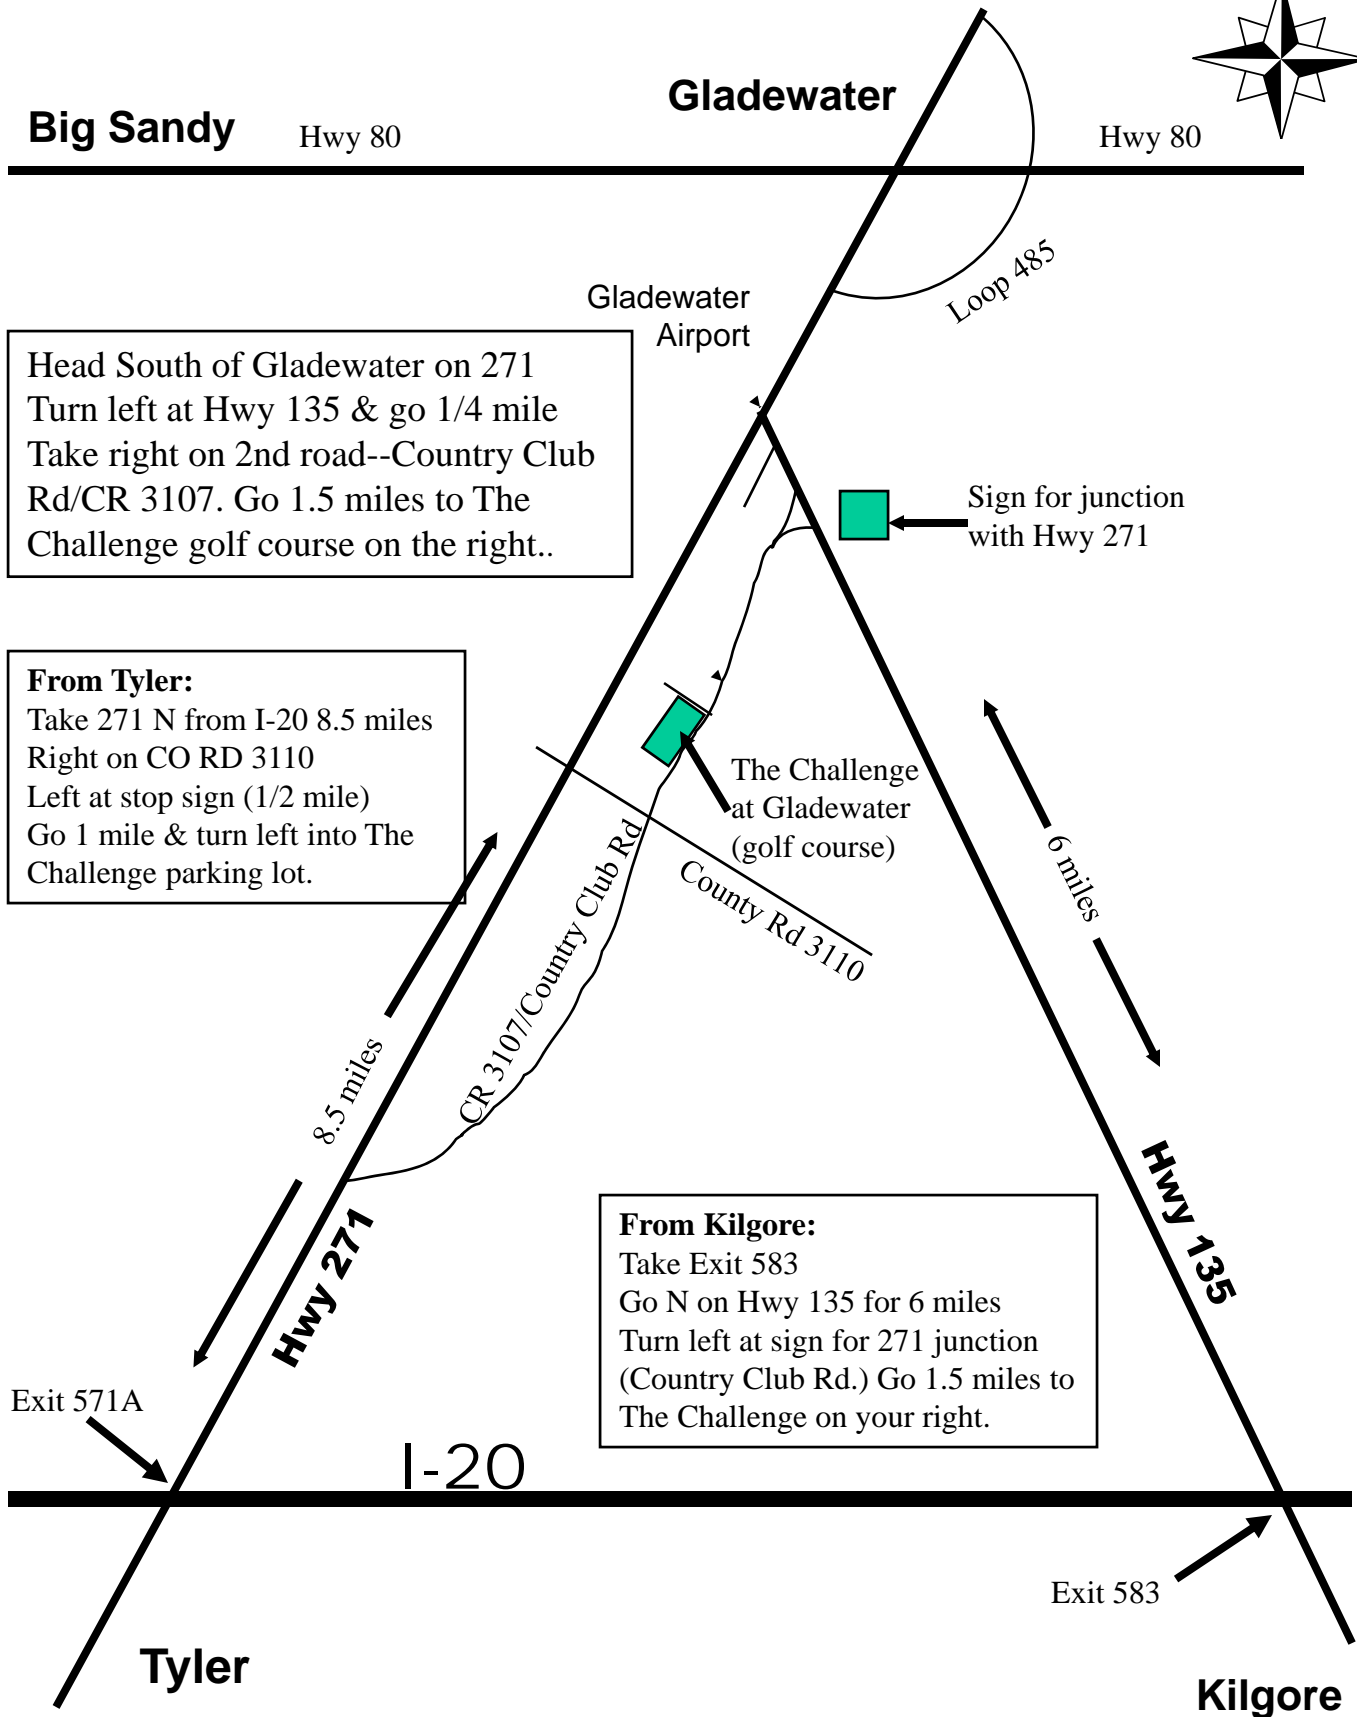 Gladewater
Big Sandy
Hwy 80
Hwy 80
Loop 485
Gladewater
Airport
Head South of Gladewater on 271
Turn left at Hwy 135 & go 1/4 mile
Take right on 2nd road--Country Club
Rd/CR 3107. Go 1.5 miles to The
Challenge golf course on the right..
Sign for junction
with Hwy 271
From Tyler:
Take 271 N from I-20 8.5 miles
Right on CO RD 3110
Left at stop sign (1/2 mile)
Go 1 mile & turn left into The
Challenge parking lot.
The Challenge
at Gladewater
(golf course)
6 miles
County Rd 3110
CR 3107/Country Club Rd
8.5 miles
Hwy 271
Hwy 135
From Kilgore:
Take Exit 583
Go N on Hwy 135 for 6 miles
Turn left at sign for 271 junction
(Country Club Rd.) Go 1.5 miles to
The Challenge on your right.
Exit 571A
I-20
Exit 583
Tyler
Kilgore